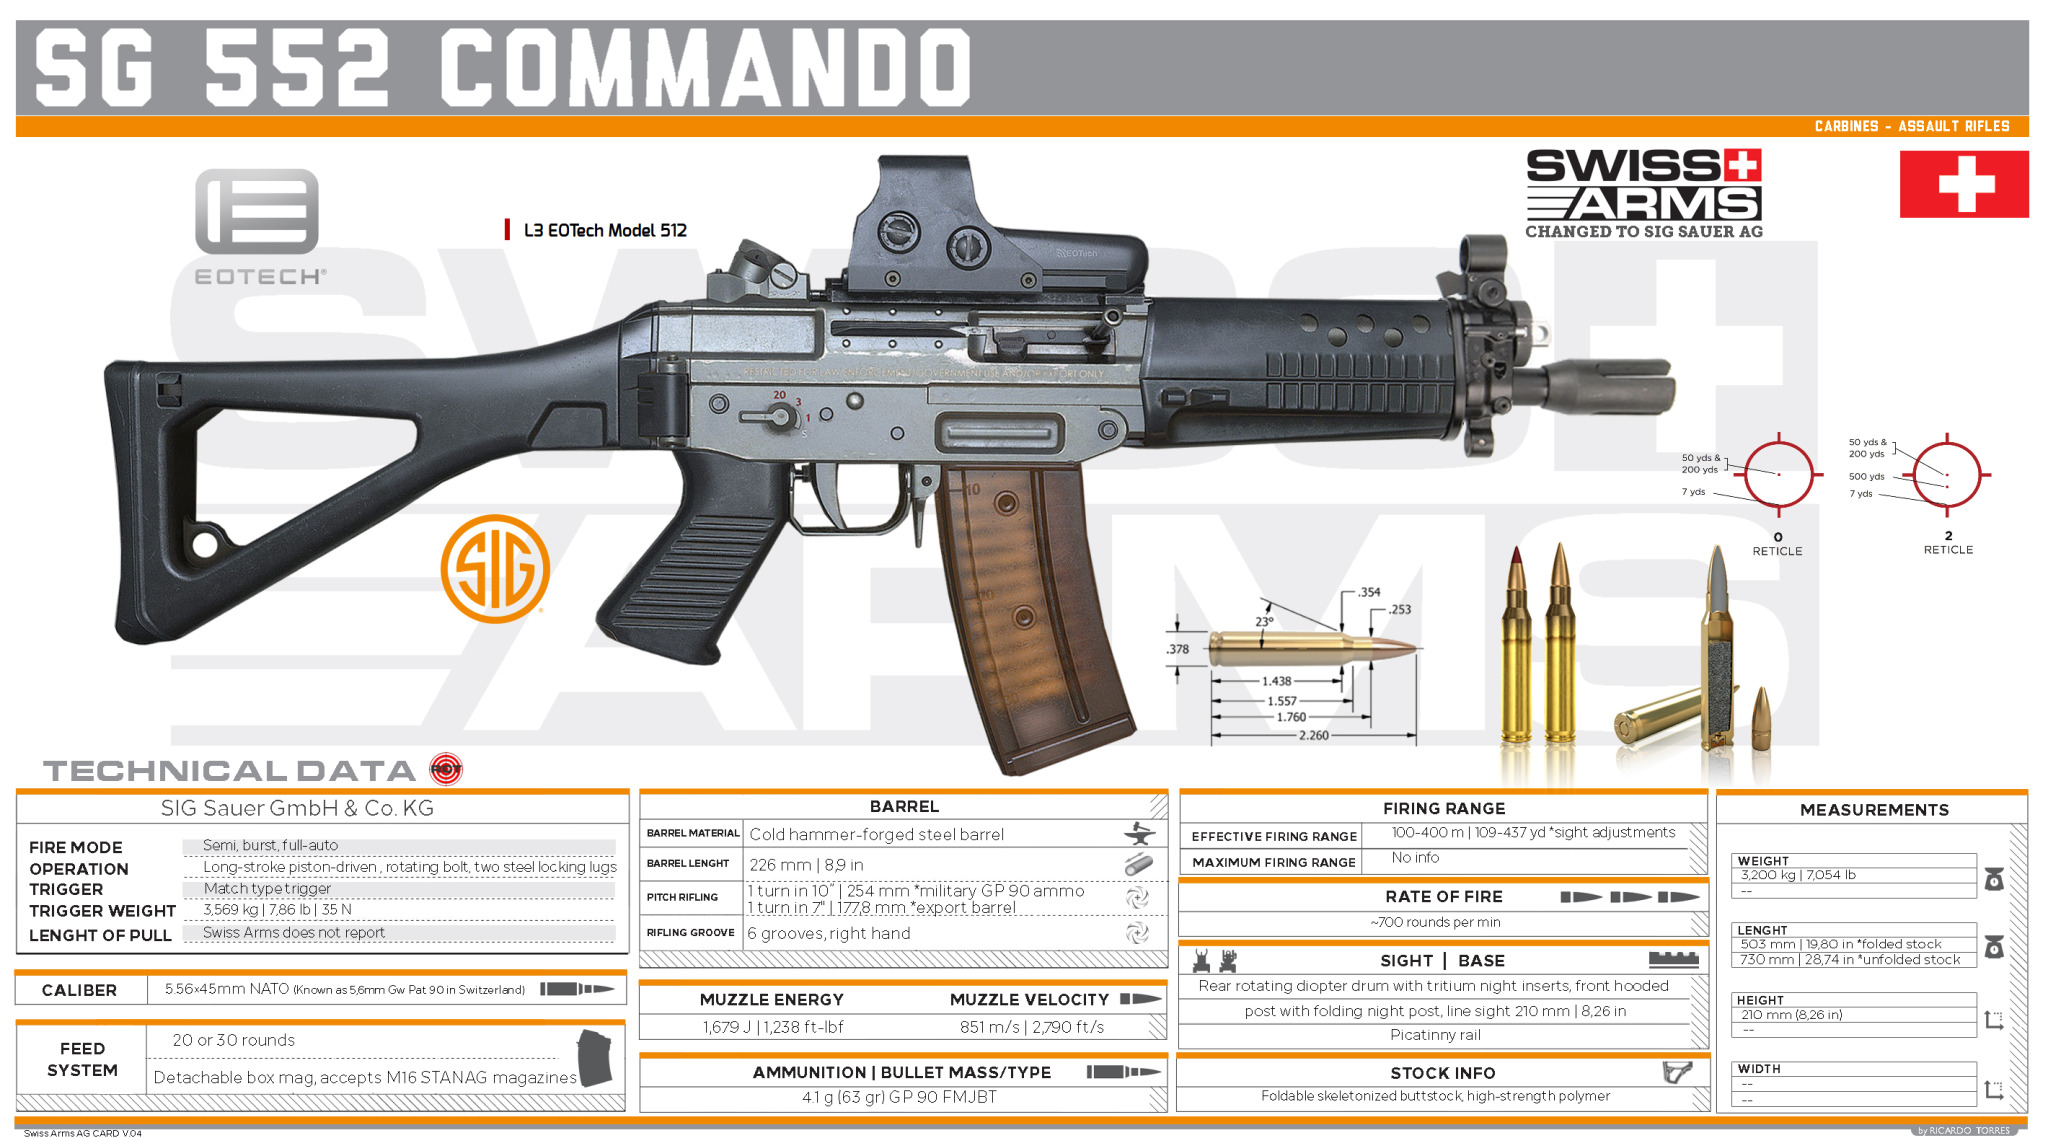 SG 552 COMMANDO
CARBINES - ASSAULT RIFLES
EOTECH®
L3 EOTech Model 512
SWISS
ARMS
CHANGED TO SIG SAUER AG
EOTech
RESTRICTED FOR LAW ENFORCEMENT/GOVERNMENT USE AND/OR EXPORT ONLY
20
3
1
S
10
SIG
50 yds &
200 yds
7 yds
0
RETICLE
50 yds &
200 yds
500 yds
7 yds
2
RETICLE
.354
.253
23°
.378
1.438
1.557
1.760
2.260
TECHNICAL DATA
SIG Sauer GmbH & Co. KG
FIRE MODE Semi, burst, full-auto
OPERATION Long-stroke piston-driven , rotating bolt, two steel locking lugs
TRIGGER Match type trigger
TRIGGER WEIGHT 3,569 kg | 7,86 lb | 35 N
LENGHT OF PULL Swiss Arms does not report
CALIBER 5.56x45mm NATO (Known as 5,6mm Gw Pat 90 in Switzerland)
FEED SYSTEM
20 or 30 rounds
Detachable box mag, accepts M16 STANAG magazines
BARREL
BARREL MATERIAL Cold hammer-forged steel barrel
BARREL LENGHT 226 mm | 8,9 in
PITCH RIFLING 1 turn in 10" | 254 mm *military GP 90 ammo
1 turn in 7" | 177,8 mm *export barrel
RIFLING GROOVE 6 grooves, right hand
MUZZLE ENERGY MUZZLE VELOCITY
1,679 J | 1,238 ft-lbf 851 m/s | 2,790 ft/s
AMMUNITION | BULLET MASS/TYPE
4.1 g (63 gr) GP 90 FMJBT
FIRING RANGE
EFFECTIVE FIRING RANGE 100-400 m | 109-437 yd *sight adjustments
MAXIMUM FIRING RANGE No info
RATE OF FIRE
~700 rounds per min
SIGHT | BASE
Rear rotating diopter drum with tritium night inserts, front hooded
post with folding night post, line sight 210 mm | 8,26 in
Picatinny rail
STOCK INFO
Foldable skeletonized buttstock, high-strength polymer
MEASUREMENTS
WEIGHT
3,200 kg | 7,054 lb
--
LENGHT
503 mm | 19,80 in *folded stock
730 mm | 28,74 in *unfolded stock
HEIGHT
210 mm (8,26 in)
--
WIDTH
--
--
Swiss Arms AG CARD V.04
by RICARDO TORRES